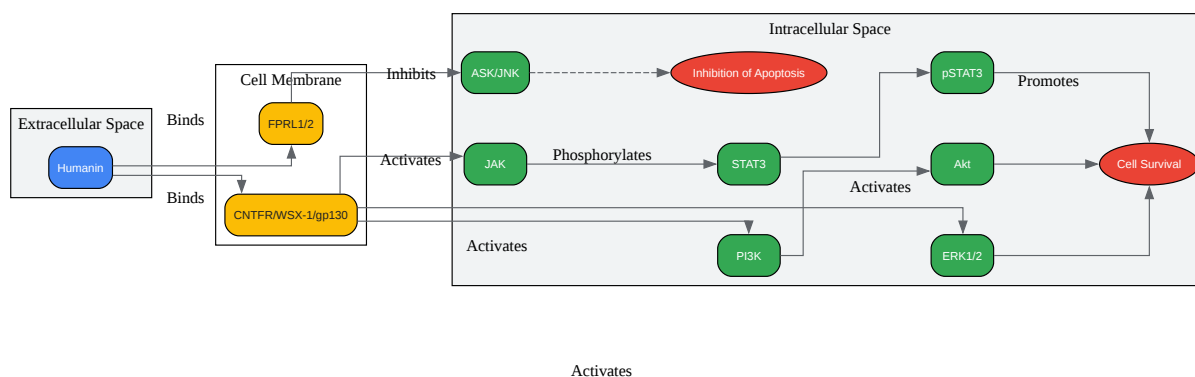 Intracellular Space
Cell Membrane
Extracellular Space
Humanin
Binds
Binds
FPRL1/2
CNTFR/WSX-1/gp130
Inhibits
ASK/JNK
Inhibition of Apoptosis
Activates
JAK
Phosphorylates
STAT3
pSTAT3
Promotes
Activates
PI3K
Activates
Akt
Cell Survival
ERK1/2
Activates